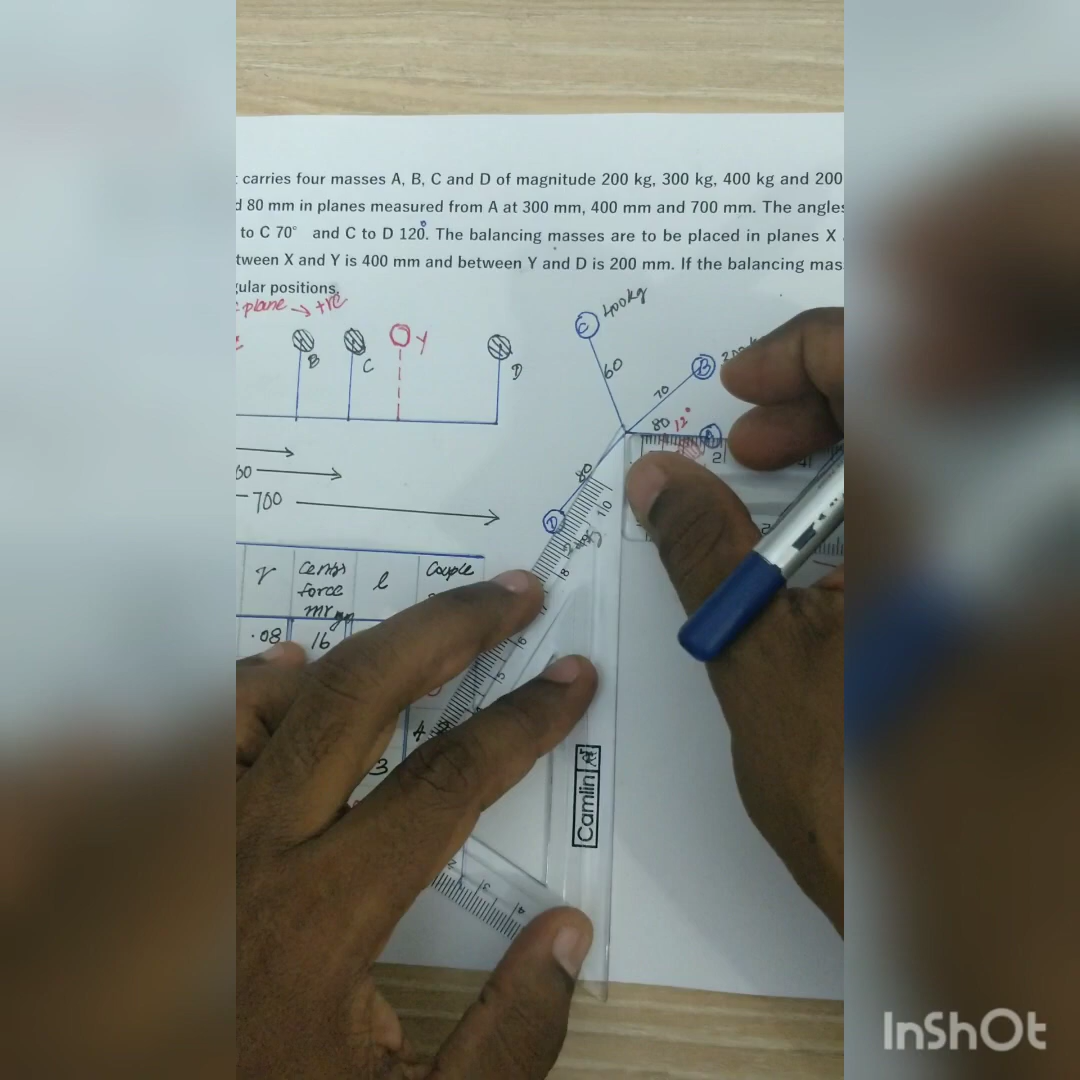 carries four masses A, B, C and D of magnitude 200 kg, 300 kg, 400 kg and 200
80 mm in planes measured from A at 300 mm, 400 mm and 700 mm. The angles
to C 70° and C to D 120°. The balancing masses are to be placed in planes X
tween X and Y is 400 mm and between Y and D is 200 mm. If the balancing mas
gular positions.
plane → +ve
B
C
Y
D
C 400kg
60
B
70
80 12°
80
D
700
r
Cent
force
mr
l
Couple
.08
16
4
3
Camlin
InShOt